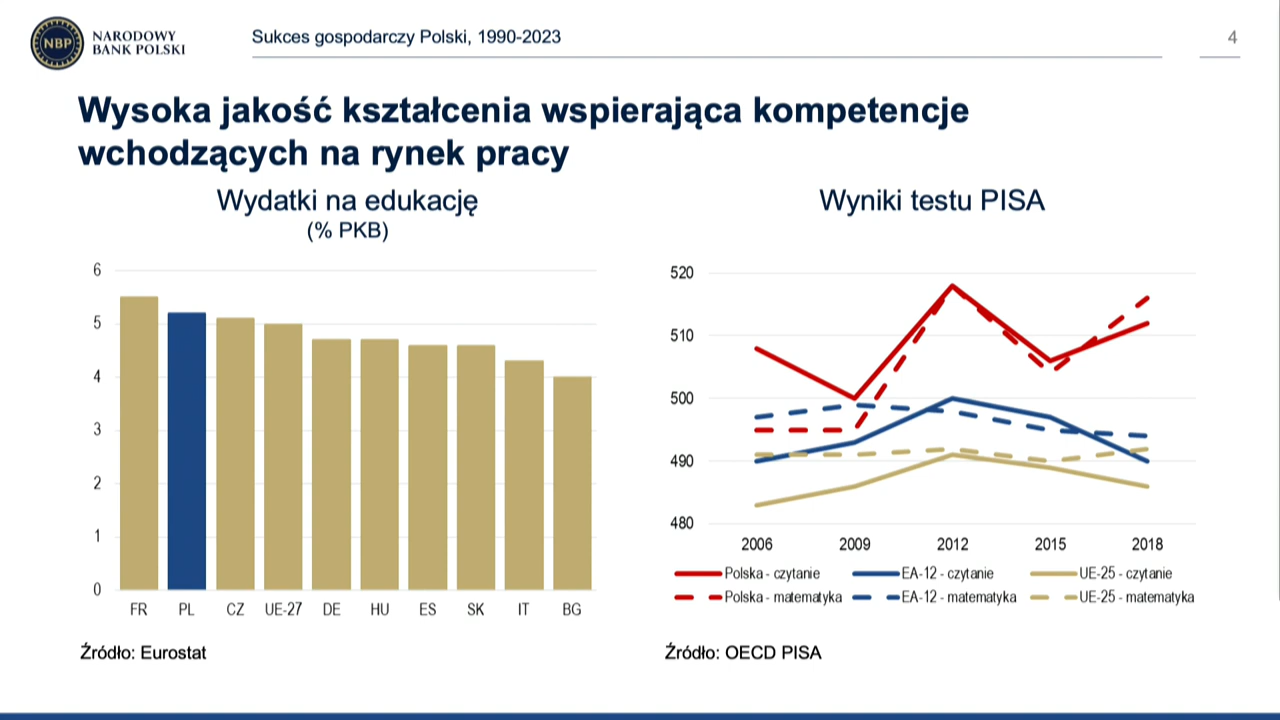 NBP
NARODOWY
BANK POLSKI
Sukces gospodarczy Polski, 1990-2023
4
Wysoka jakość kształcenia wspierająca kompetencje
wchodzących na rynek pracy
Wydatki na edukację
(% PKB)
6
5
4
3
2
1
0
FR PL CZ UE-27 DE HU ES SK IT BG
Źródło: Eurostat
Wyniki testu PISA
520
510
500
490
480
2006 2009 2012 2015 2018
Polska - czytanie EA-12 - czytanie UE-25 - czytanie
Polska - matematyka EA-12 - matematyka UE-25 - matematyka
Źródło: OECD PISA